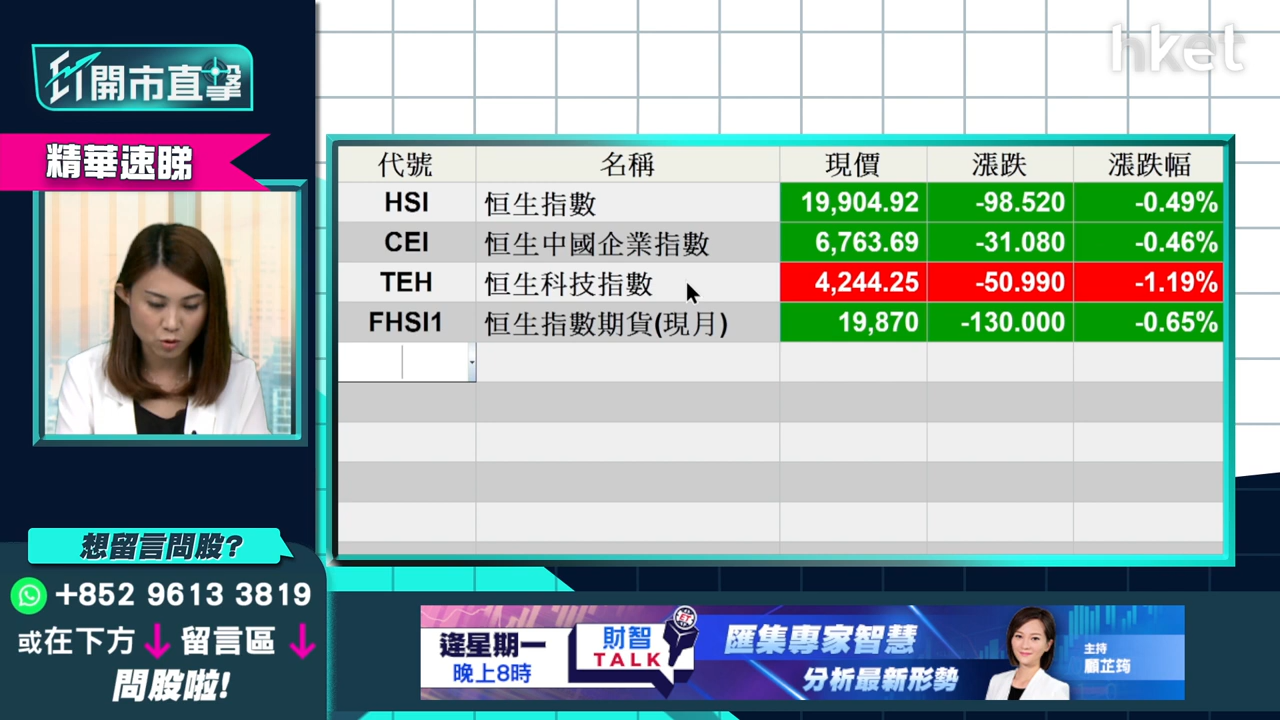 hket
ET開市直擊
精華速睇
代號 名稱 現價 漲跌 漲跌幅
HSI 恒生指數 19,904.92 -98.520 -0.49%
CEI 恒生中國企業指數 6,763.69 -31.080 -0.46%
TEH 恒生科技指數 4,244.25 -50.990 -1.19%
FHSI1 恒生指數期貨(現月) 19,870 -130.000 -0.65%
想留言問股?
+852 9613 3819
或在下方↓留言區↓
問股啦!
逢星期一
晚上8時
財智
TALK
匯集專家智慧
分析最新形勢
主持
顧芷筠